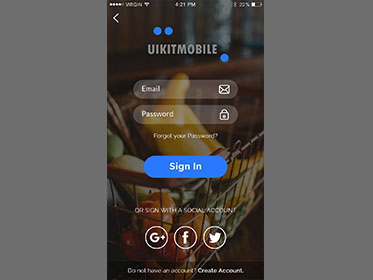 VIRGIN 4:21 PM 20%
UIKITMOBILE
Email
Password
Forgot your Password?
Sign In
OR SIGN WITH A SOCIAL ACCOUNT
G+ f
Do not have an account? Create Account.